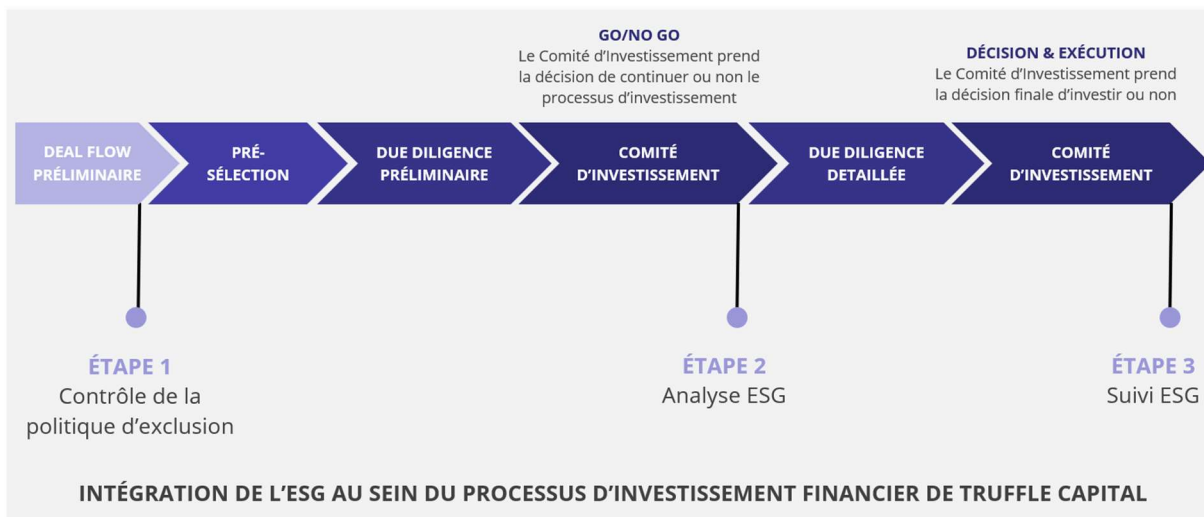 GO/NO GO
Le Comité d'Investissement prend
la décision de continuer ou non le
processus d'investissement
DÉCISION & EXÉCUTION
Le Comité d'Investissement prend
la décision finale d'investir ou non
DEAL FLOW
PRÉLIMINAIRE
PRÉ-
SÉLECTION
DUE DILIGENCE
PRÉLIMINAIRE
COMITÉ
D'INVESTISSEMENT
DUE DILIGENCE
DETAILLÉE
COMITÉ
D'INVESTISSEMENT
ÉTAPE 1
Contrôle de la
politique d'exclusion
ÉTAPE 2
Analyse ESG
ÉTAPE 3
Suivi ESG
INTÉGRATION DE L'ESG AU SEIN DU PROCESSUS D'INVESTISSEMENT FINANCIER DE TRUFFLE CAPITAL